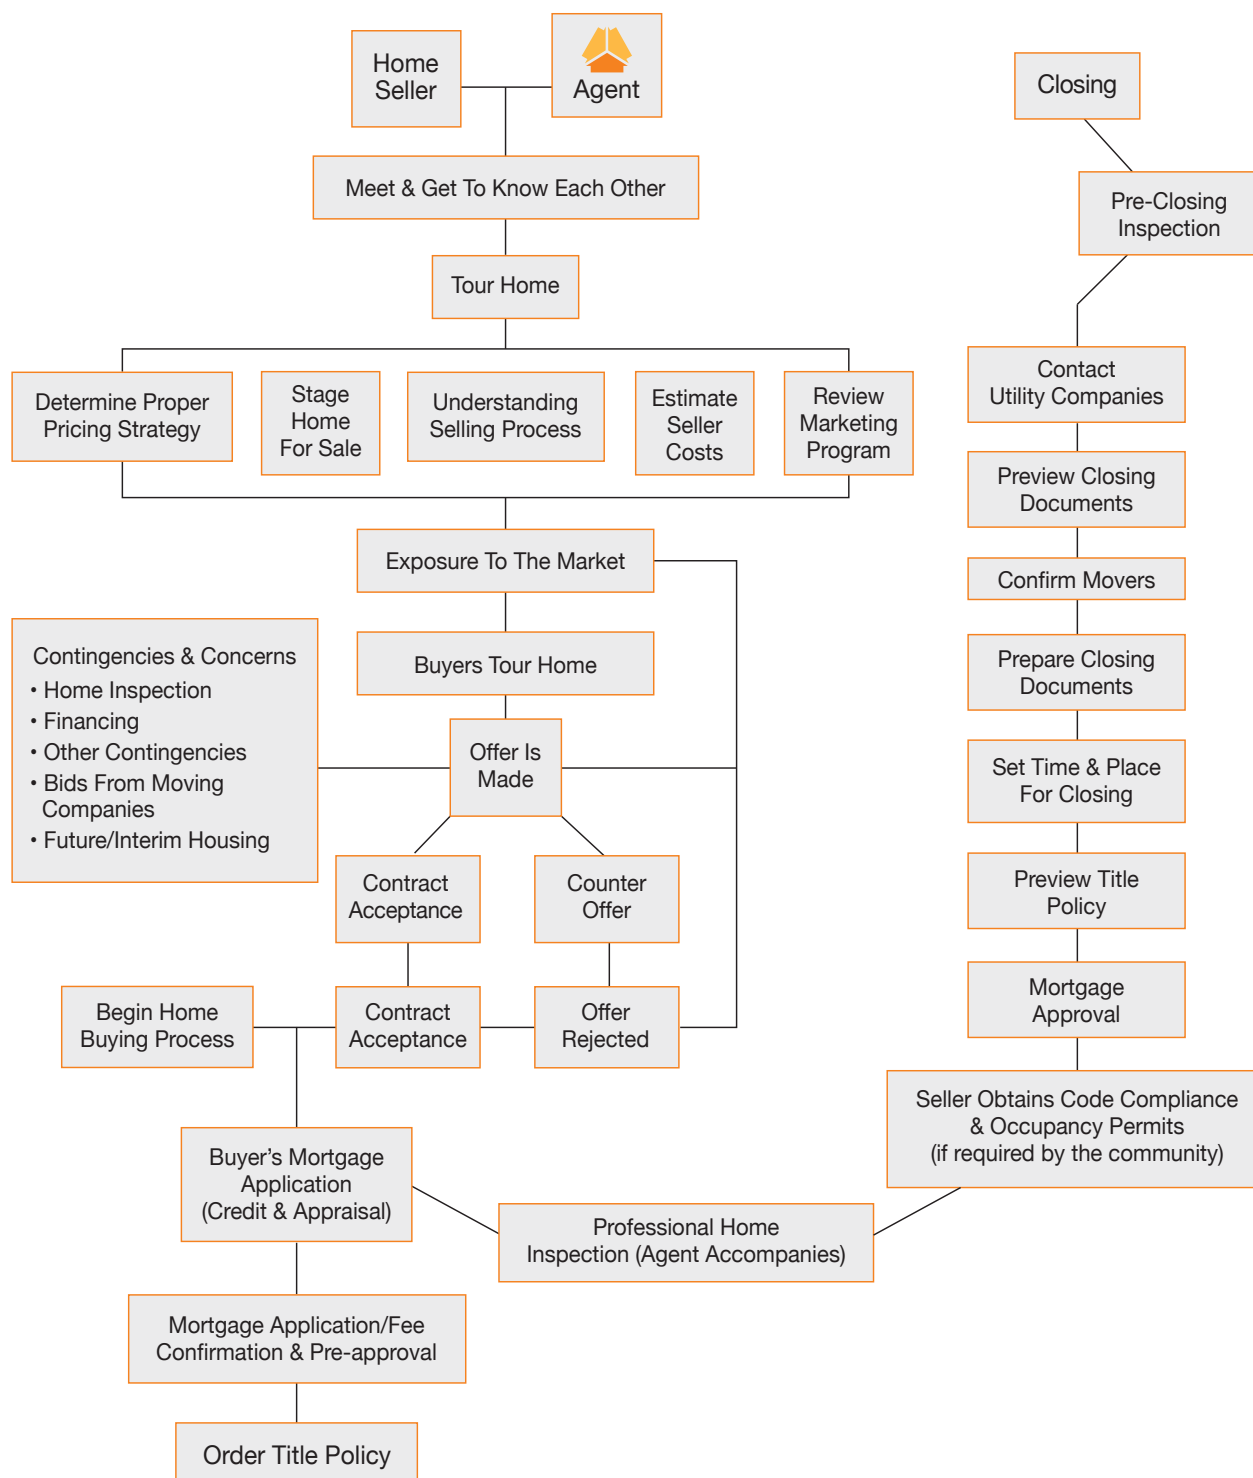 Home
Seller
Agent
Meet & Get To Know Each Other
Tour Home
Determine Proper
Pricing Strategy
Stage
Home
For Sale
Understanding
Selling Process
Estimate
Seller
Costs
Review
Marketing
Program
Exposure To The Market
Buyers Tour Home
Contingencies & Concerns
• Home Inspection
• Financing
• Other Contingencies
• Bids From Moving
Companies
• Future/Interim Housing
Offer Is
Made
Contract
Acceptance
Counter
Offer
Begin Home
Buying Process
Contract
Acceptance
Offer
Rejected
Buyer’s Mortgage
Application
(Credit & Appraisal)
Mortgage Application/Fee
Confirmation & Pre-approval
Order Title Policy
Professional Home
Inspection (Agent Accompanies)
Closing
Pre-Closing
Inspection
Contact
Utility Companies
Preview Closing
Documents
Confirm Movers
Prepare Closing
Documents
Set Time & Place
For Closing
Preview Title
Policy
Mortgage
Approval
Seller Obtains Code Compliance
& Occupancy Permits
(if required by the community)